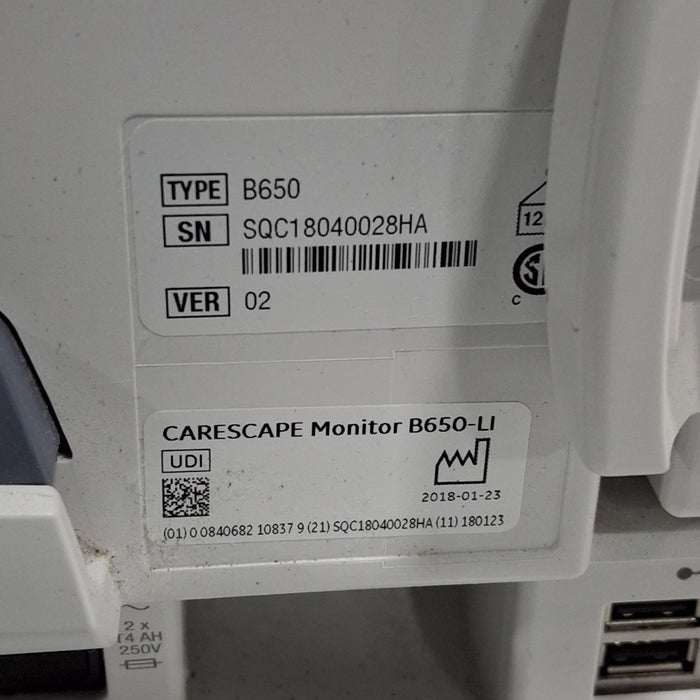 TYPE B650
SN SQC18040028HA
VER 02
12
C
CARESCAPE Monitor B650-LI
UDI
2018-01-23
(01) 0 0840682 10837 9 (21) SQC18040028HA (11) 180123
2 x
T4 AH
250V